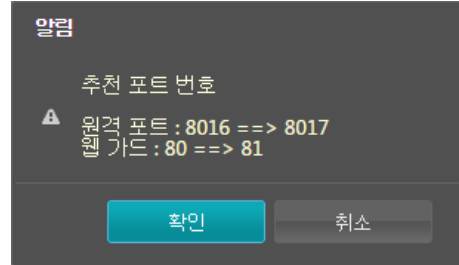 알림
추천 포트 번호
원격 포트 : 8016 ==> 8017
웹 가드 : 80 ==> 81
확인
취소